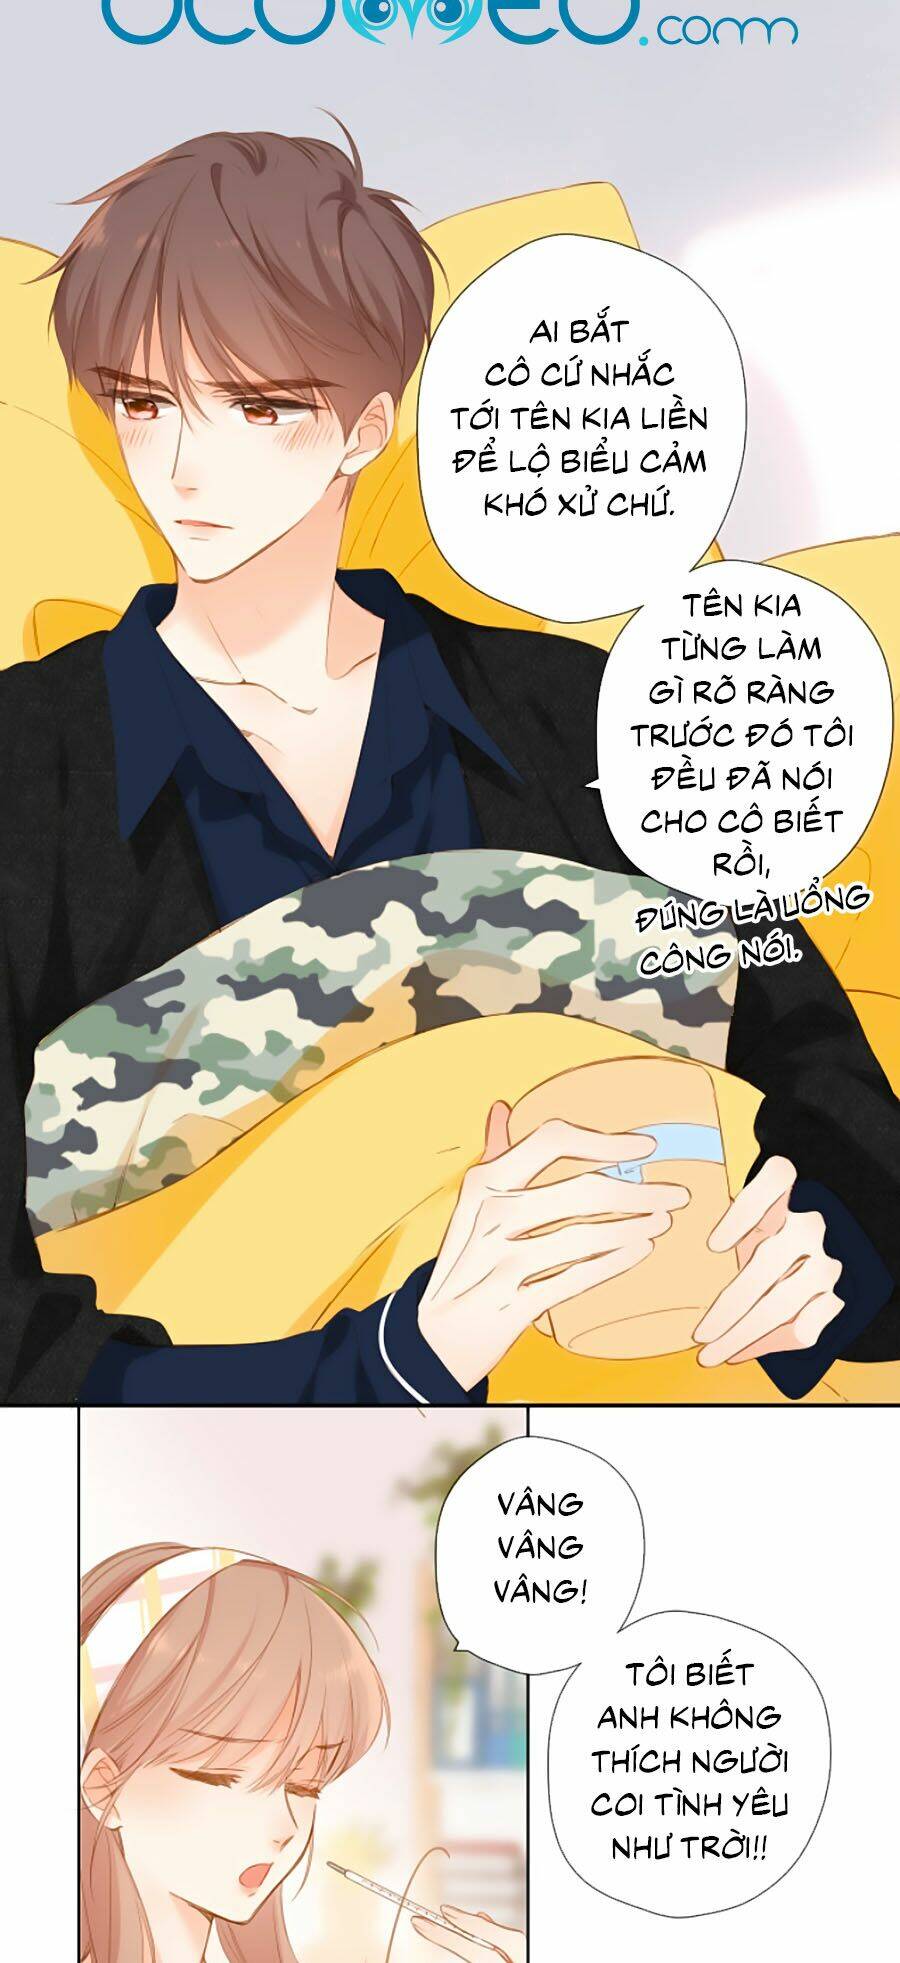 OCOMEO.com
AI BẮT
CÔ CỨ NHẮC
TỚI TÊN KIA LIỀN
ĐỂ LỘ BIỂU CẢM
KHÓ XỬ CHỨ.
TÊN KIA
TỪNG LÀM
GÌ RÕ RÀNG
TRƯỚC ĐÓ TÔI
ĐỀU ĐÃ NÓI
CHO CÔ BIẾT
RỒI,
ĐÚNG LÀ UỔNG
CÔNG NÓI.
VÂNG
VÂNG
VÂNG!
TÔI BIẾT
ANH KHÔNG
THÍCH NGƯỜI
COI TÌNH YÊU
NHƯ TRỜI!!